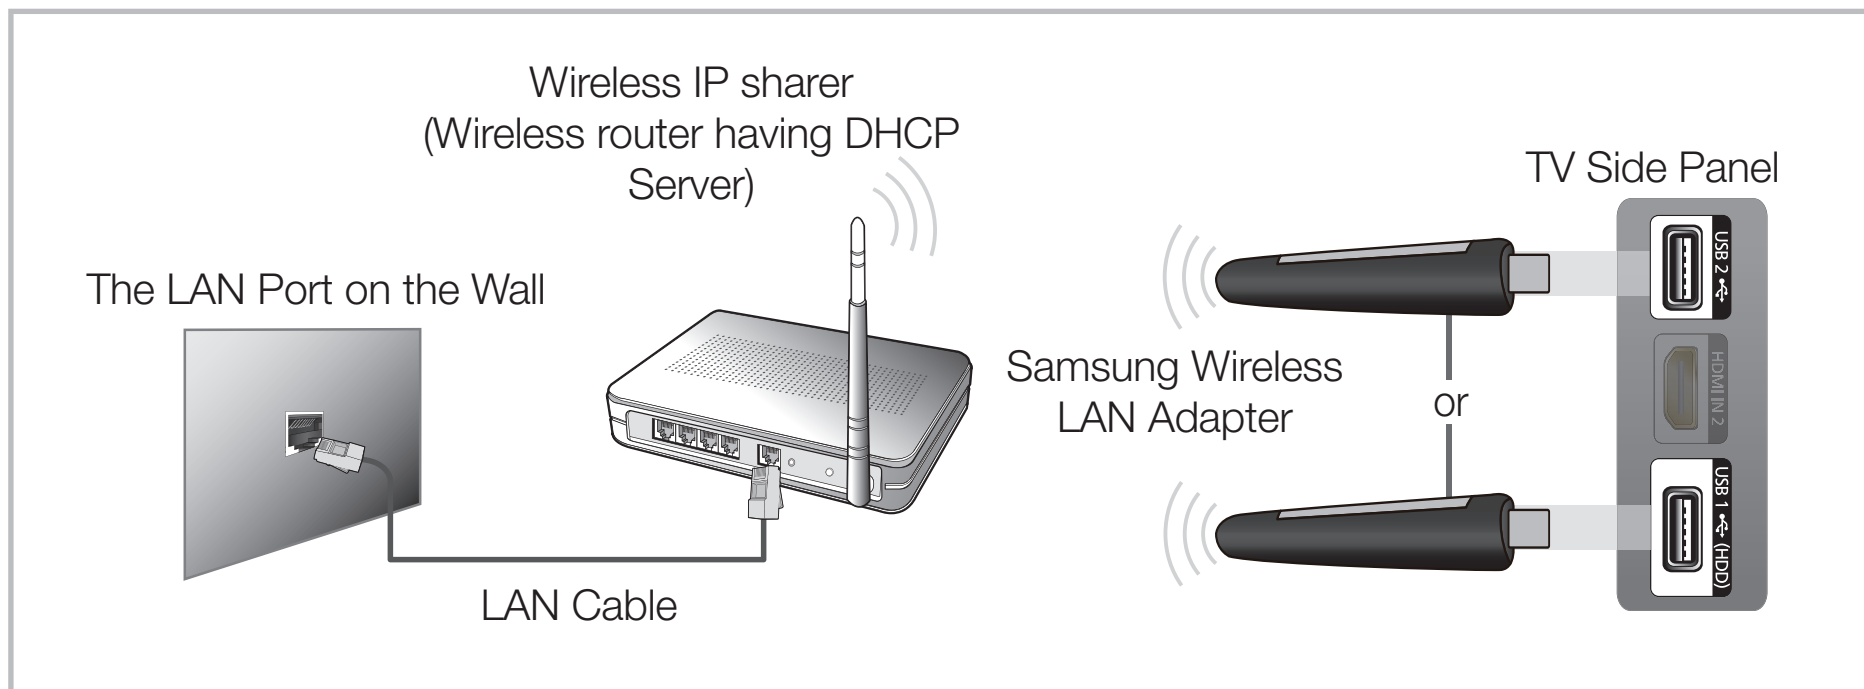 Wireless IP sharer
(Wireless router having DHCP
Server)
TV Side Panel
The LAN Port on the Wall
USB 2
Samsung Wireless
LAN Adapter
or
HDMI IN 2
USB 1 (HDD)
LAN Cable